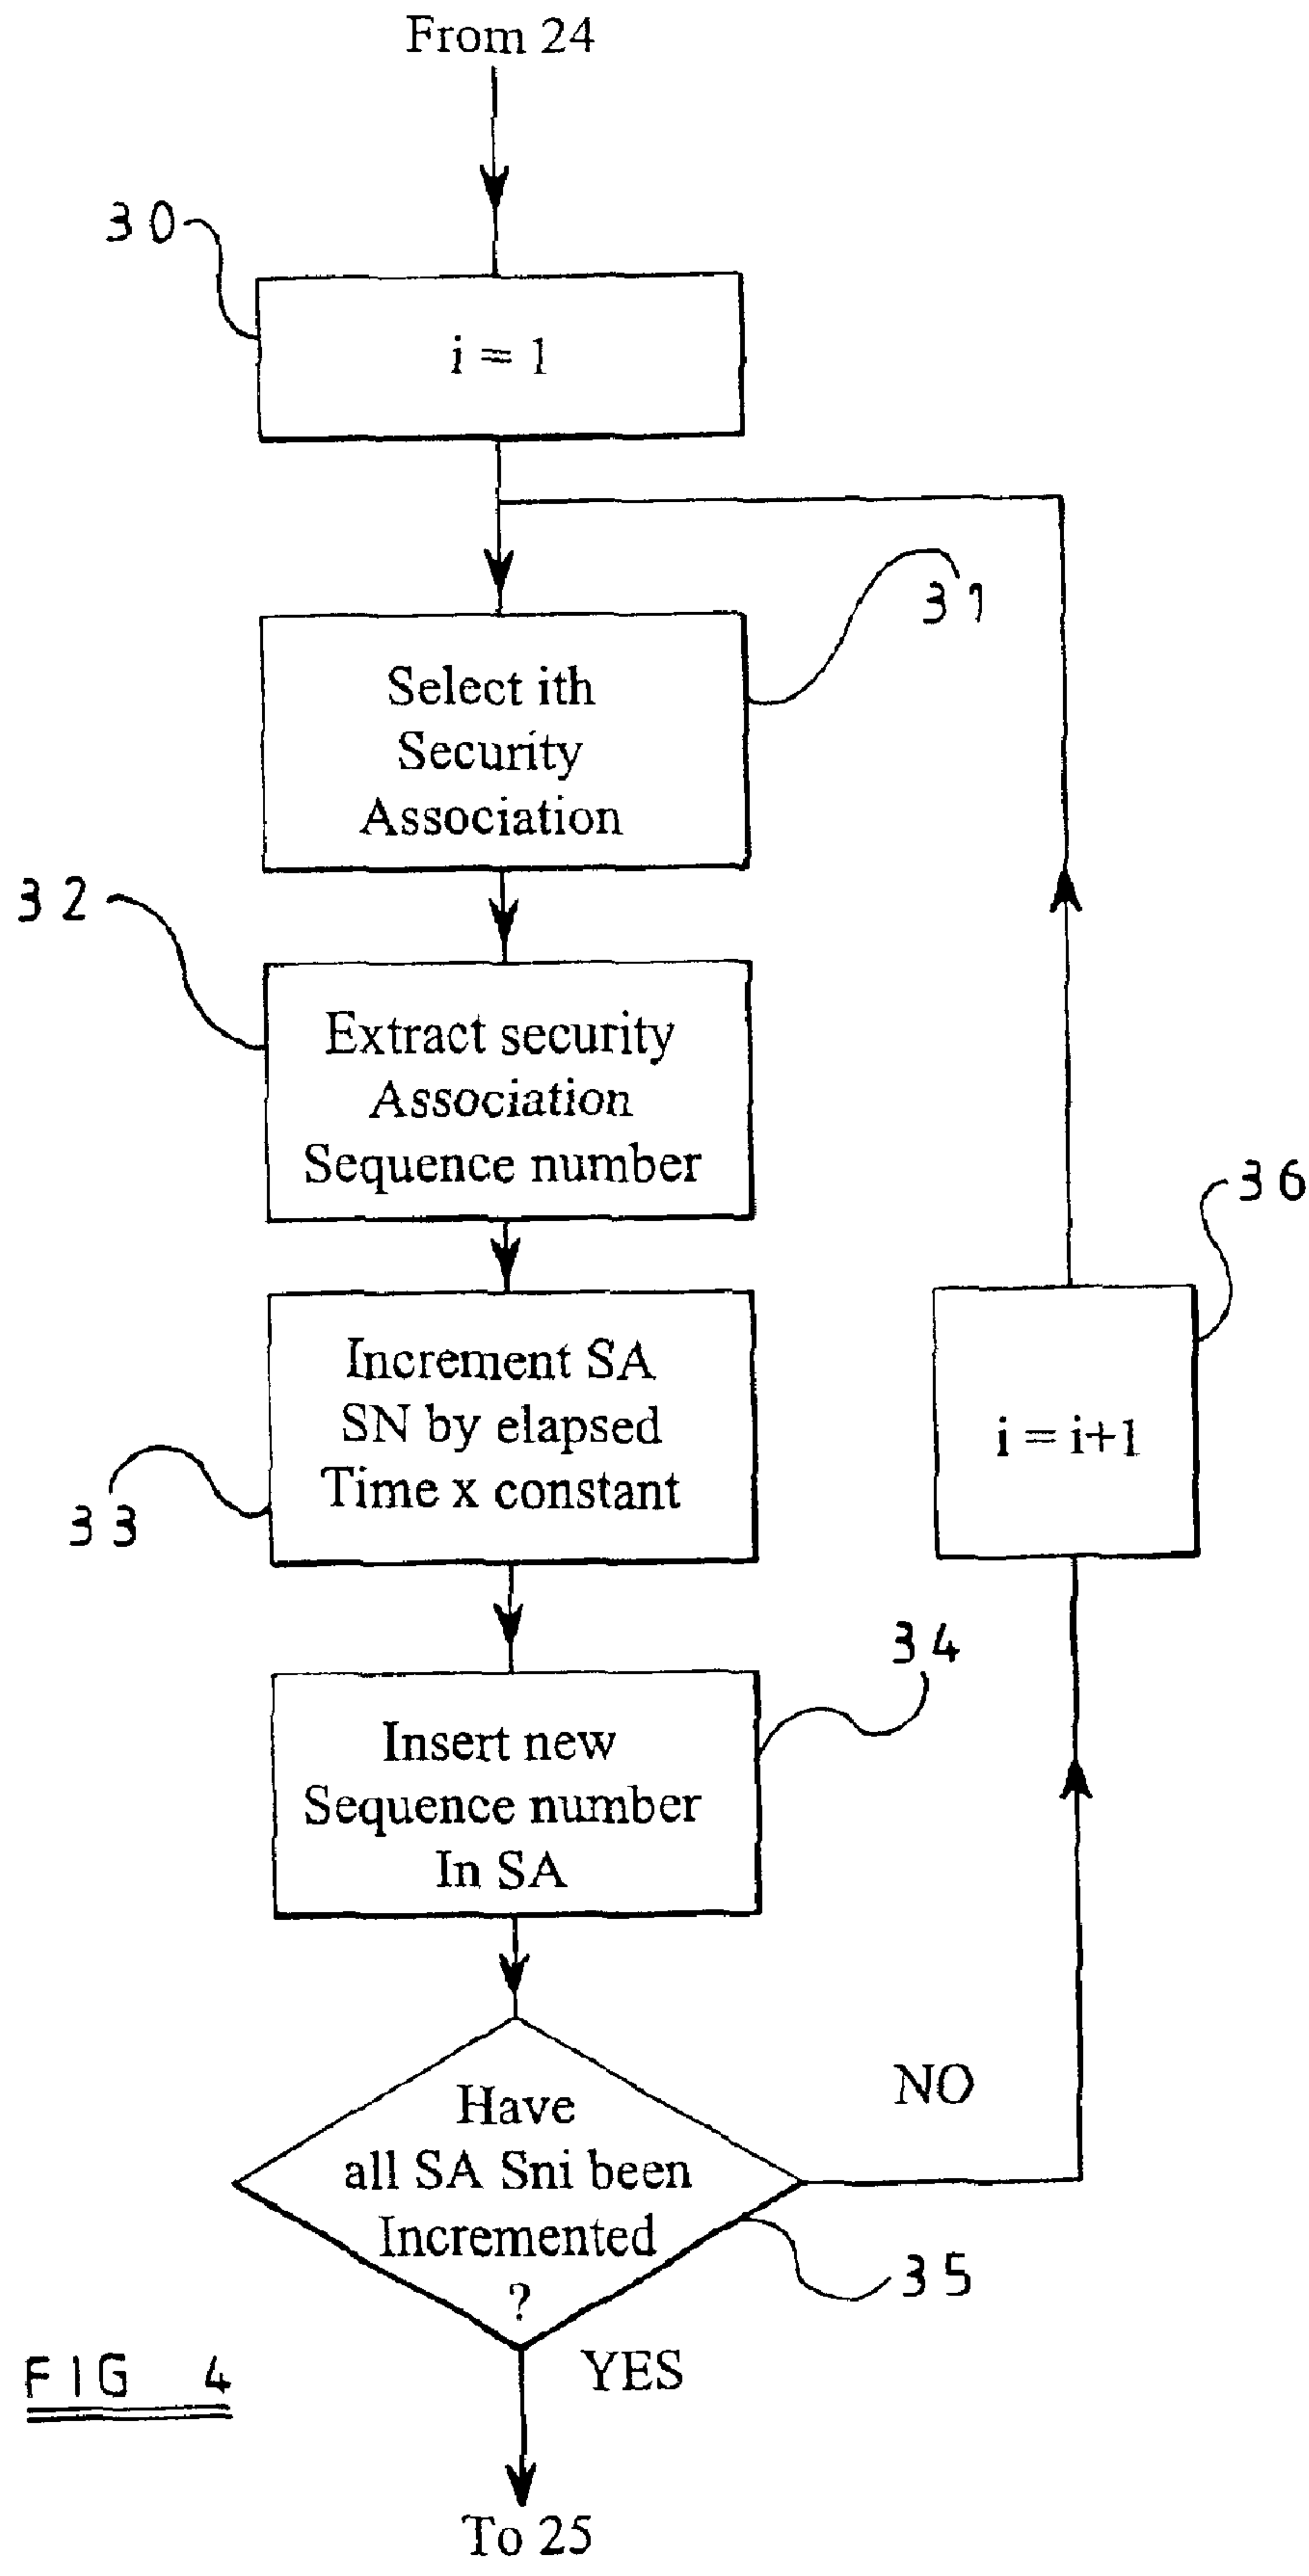 From 24
30
i = 1
31
Select ith
Security
Association
32
Extract security
Association
Sequence number
Increment SA
SN by elapsed
Time x constant
33
36
i = i+1
34
Insert new
Sequence number
In SA
NO
Have
all SA Sni been
Incremented
?
35
YES
FIG 4
To 25